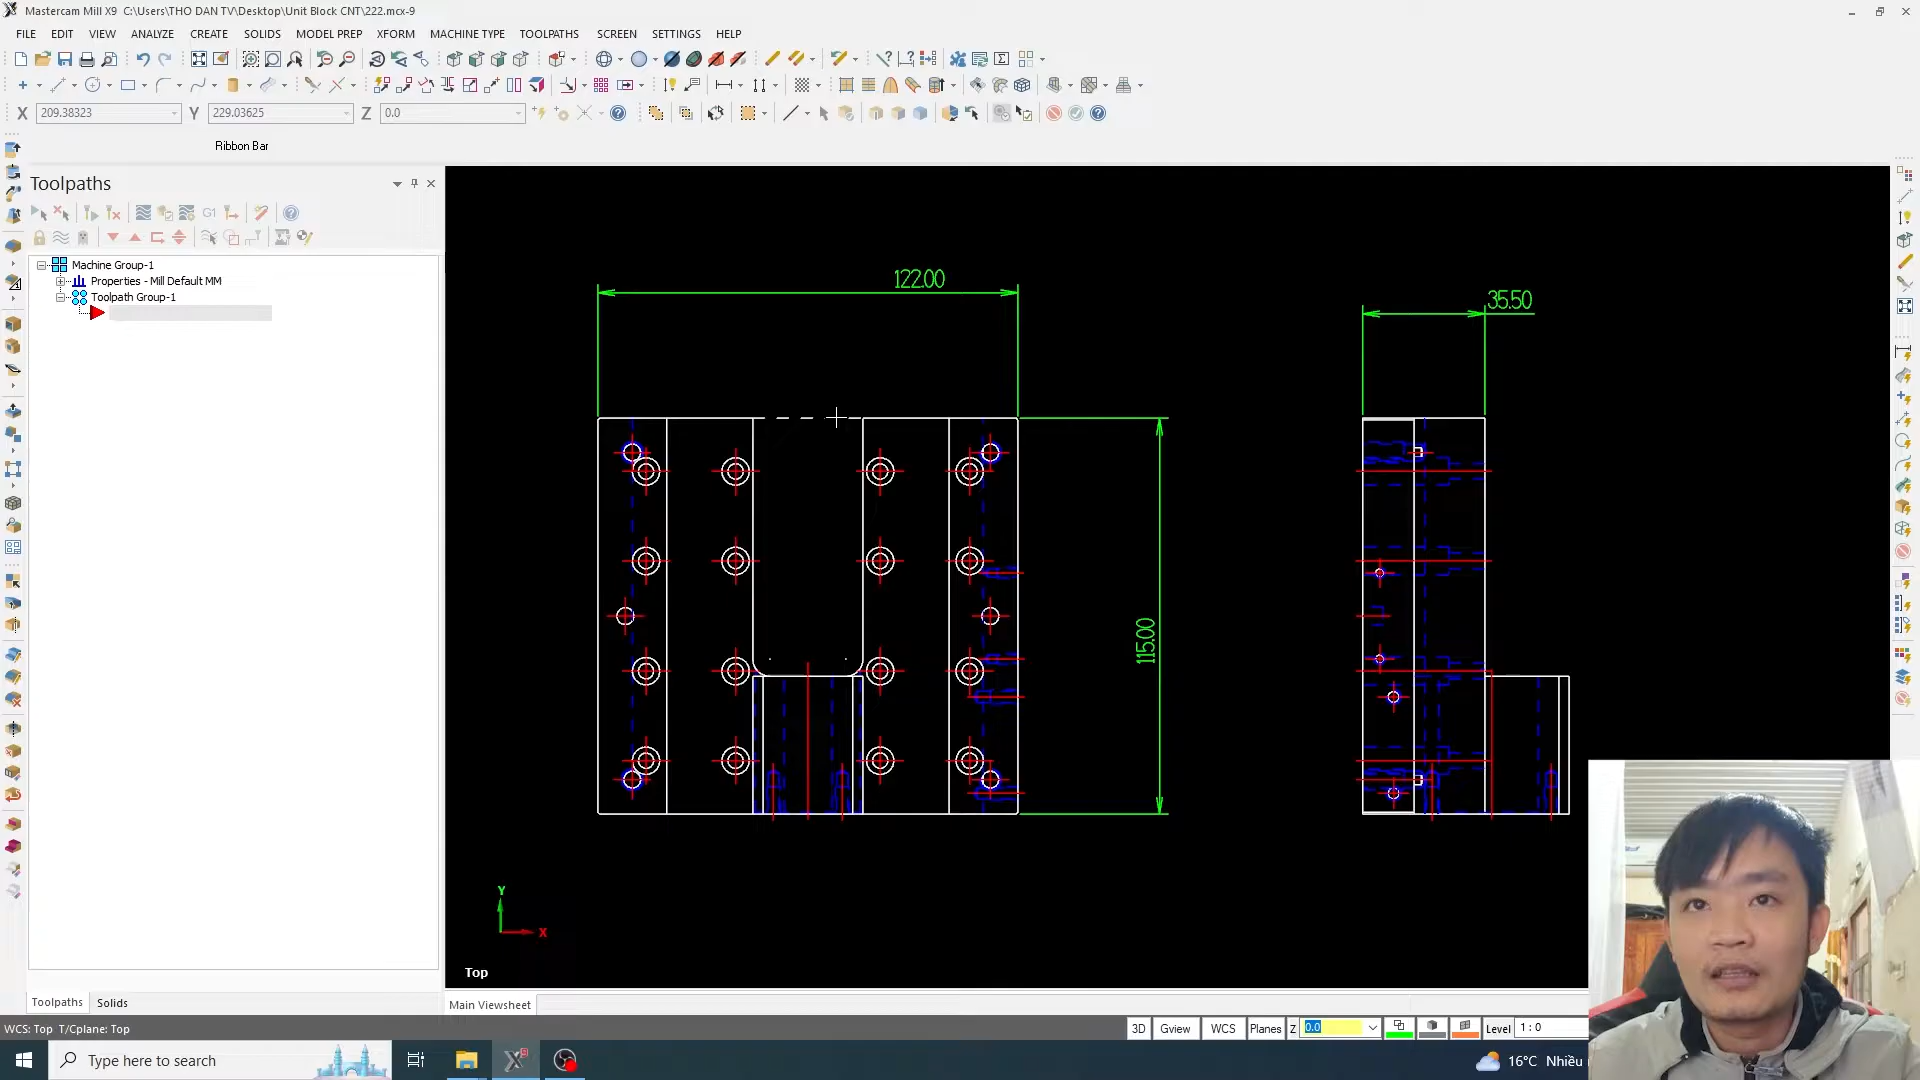 Mastercam Mill X9 C:\Users\THO DAN TV\Desktop\Unit Block CNT\222.mcx-9
FILE EDIT VIEW ANALYZE CREATE SOLIDS MODEL PREP XFORM MACHINE TYPE TOOLPATHS SCREEN SETTINGS HELP
X 209.38323 Y 229.03625 Z 0.0
Ribbon Bar
Toolpaths
G1
Machine Group-1
Properties - Mill Default MM
Toolpath Group-1
122.00
35.50
115.00
Y
X
Top
Toolpaths Solids
Main Viewsheet
WCS: Top T/Cplane: Top
3D Gview WCS Planes Z 0.0 Level 1 : 0
Type here to search
16°C Nhiều